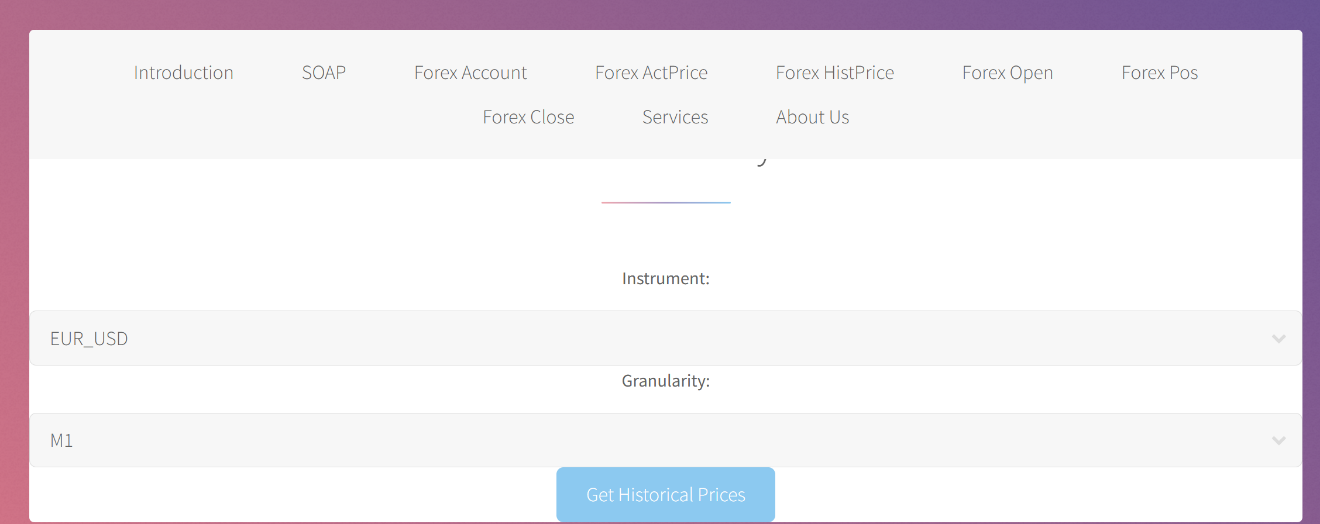 Introduction SOAP Forex Account Forex ActPrice Forex HistPrice Forex Open Forex Pos
Forex Close Services About Us
Instrument:
EUR_USD
Granularity:
M1
Get Historical Prices